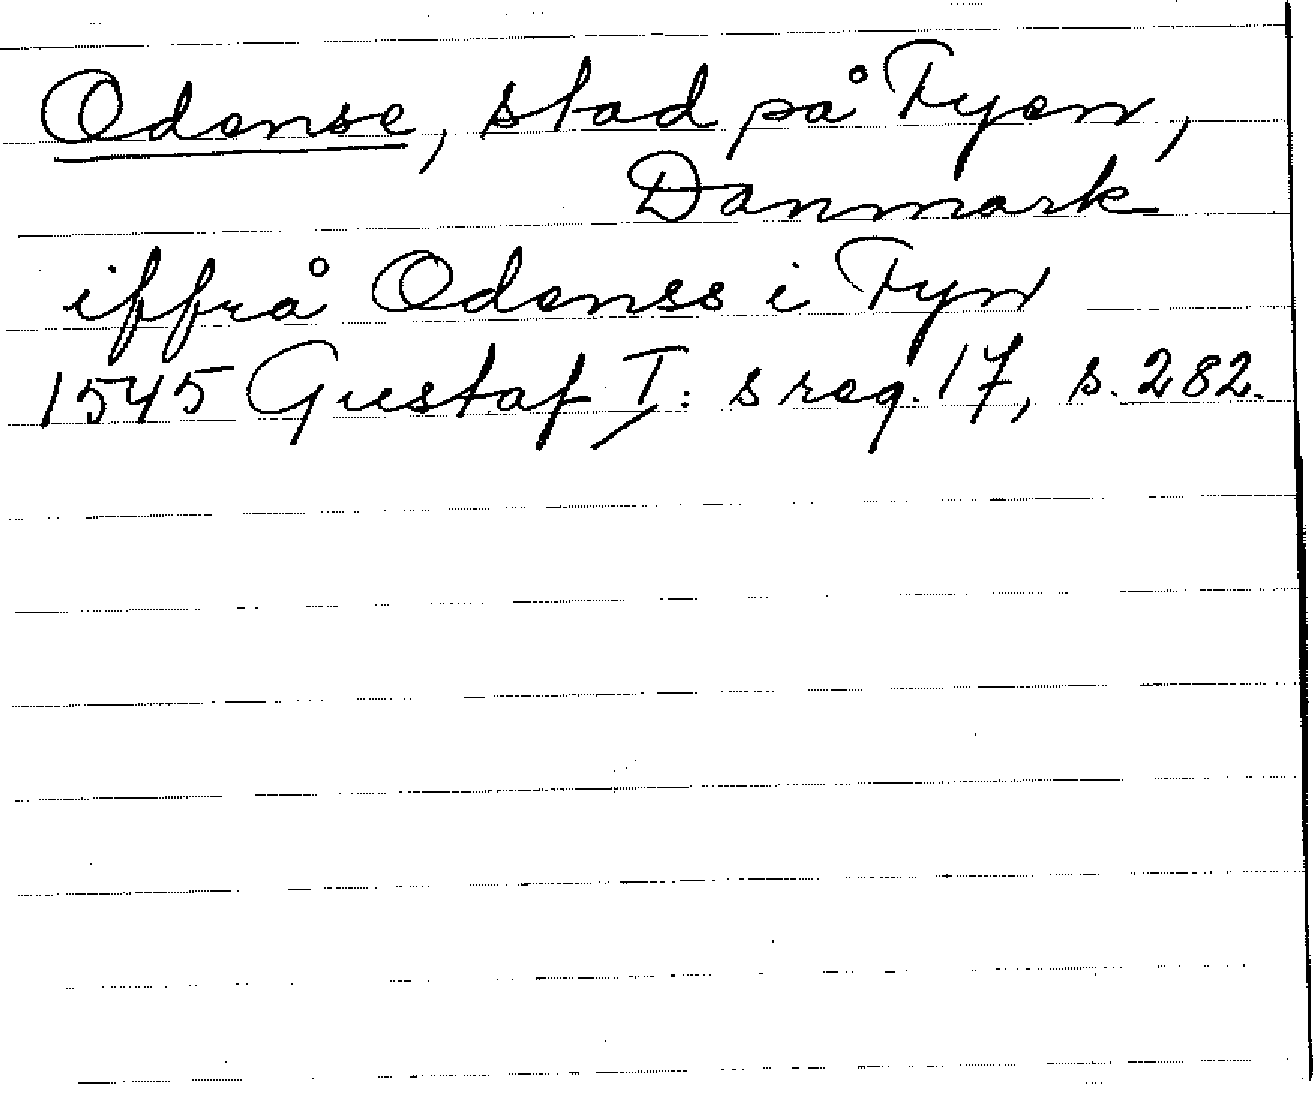 Odense, stad på Fyen,
Danmark
iffrå Odenss i Fyn
1545 Gustaf I: s reg. 17, s. 282.